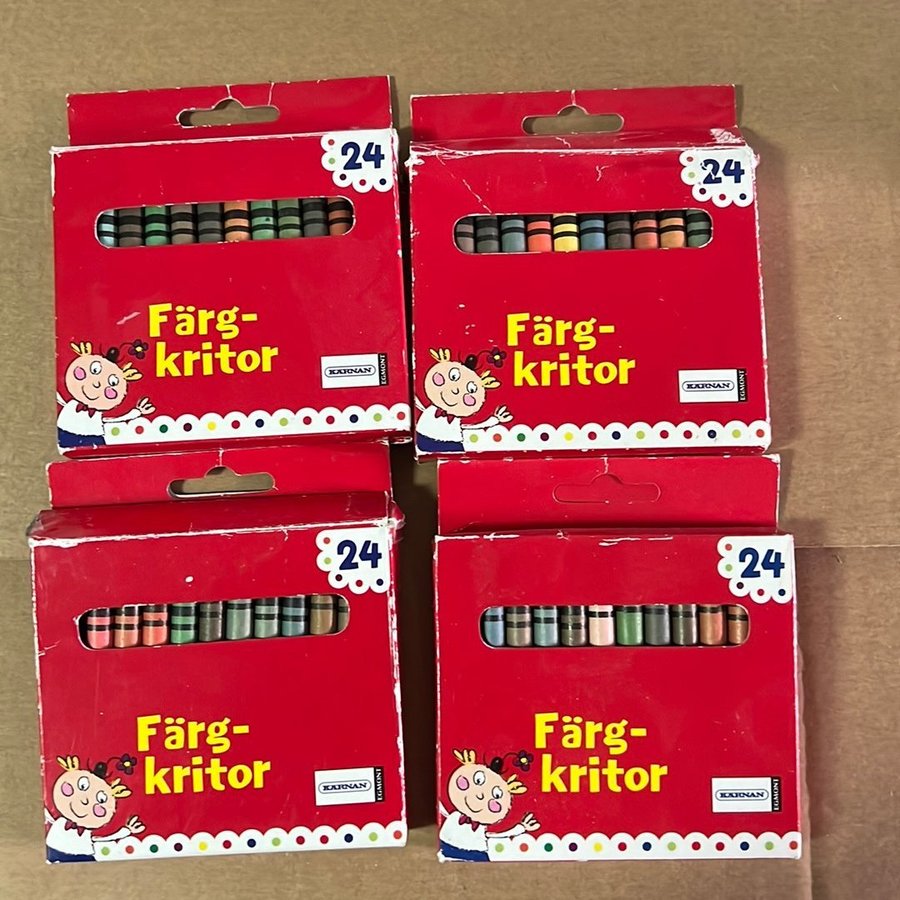 24
Färg-
kritor
KÄRNAN
EGMONT
24
Färg-
kritor
KÄRNAN
EGMONT
24
Färg-
kritor
KÄRNAN
EGMONT
24
Färg-
kritor
KÄRNAN
EGMONT